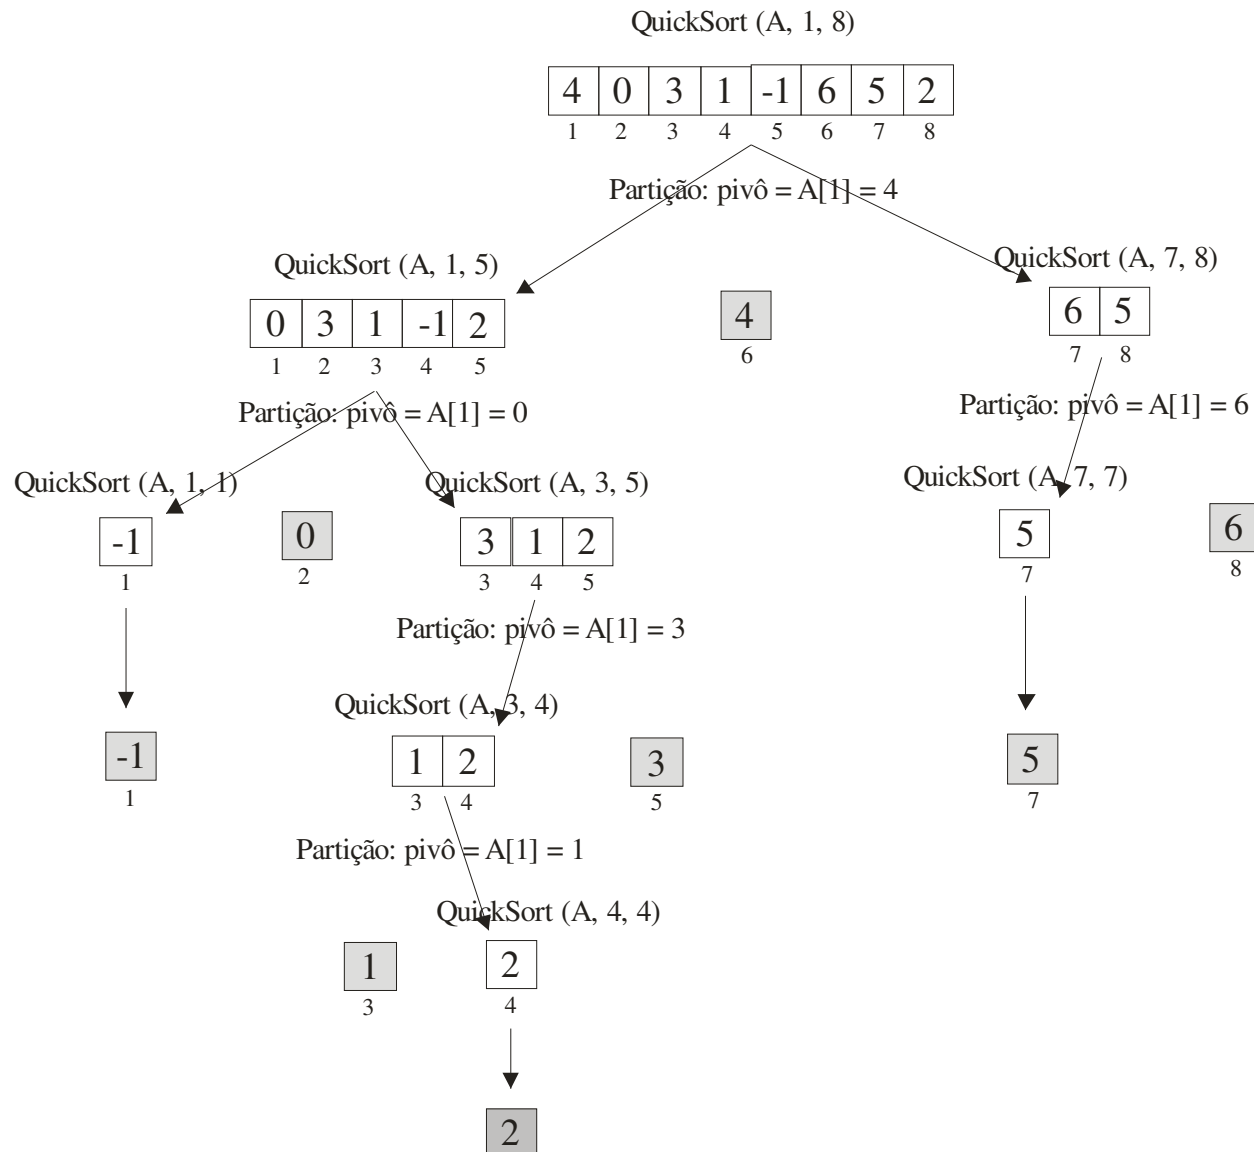 QuickSort (A, 1, 8)
4 0 3 1 -1 6 5 2
1 2 3 4 5 6 7 8
Partição: pivô = A[1] = 4
QuickSort (A, 1, 5)
QuickSort (A, 7, 8)
0 3 1 -1 2
4
6 5
1 2 3 4 5
6
7 8
Partição: pivô = A[1] = 0
Partição: pivô = A[1] = 6
QuickSort (A, 1, 1)
QuickSort (A, 3, 5)
QuickSort (A, 7, 7)
-1
0
3 1 2
5
6
1
2
3 4 5
7
8
Partição: pivô = A[1] = 3
QuickSort (A, 3, 4)
-1
1 2
3
5
1
3 4
5
7
Partição: pivô = A[1] = 1
QuickSort (A, 4, 4)
1
2
3
4
2